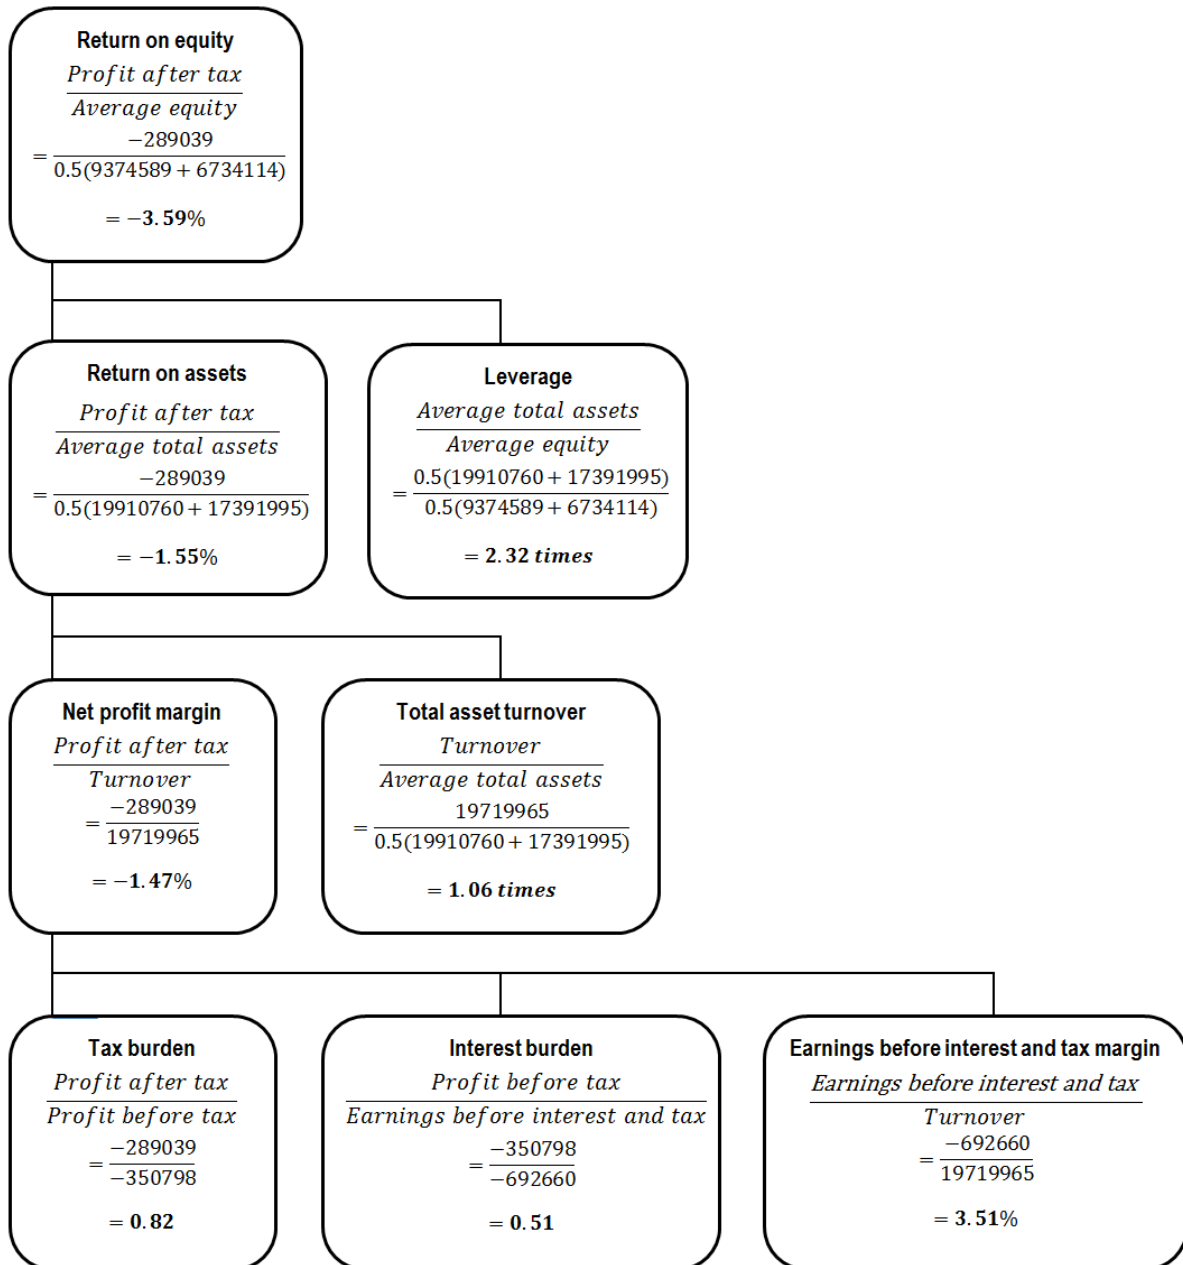 Return on equity
Profit after tax
Average equity
−289039
=
0.5(9374589 + 6734114)
= −3.59%
Return on assets
Profit after tax
Average total assets
−289039
=
0.5(19910760 + 17391995)
= −1.55%
Leverage
Average total assets
Average equity
0.5(19910760 + 17391995)
=
0.5(9374589 + 6734114)
= 2.32 times
Net profit margin
Profit after tax
Turnover
−289039
=
19719965
= −1.47%
Total asset turnover
Turnover
Average total assets
19719965
=
0.5(19910760 + 17391995)
= 1.06 times
Tax burden
Profit after tax
Profit before tax
−289039
=
−350798
= 0.82
Interest burden
Profit before tax
Earnings before interest and tax
−350798
=
−692660
= 0.51
Earnings before interest and tax margin
Earnings before interest and tax
Turnover
−692660
=
19719965
= 3.51%